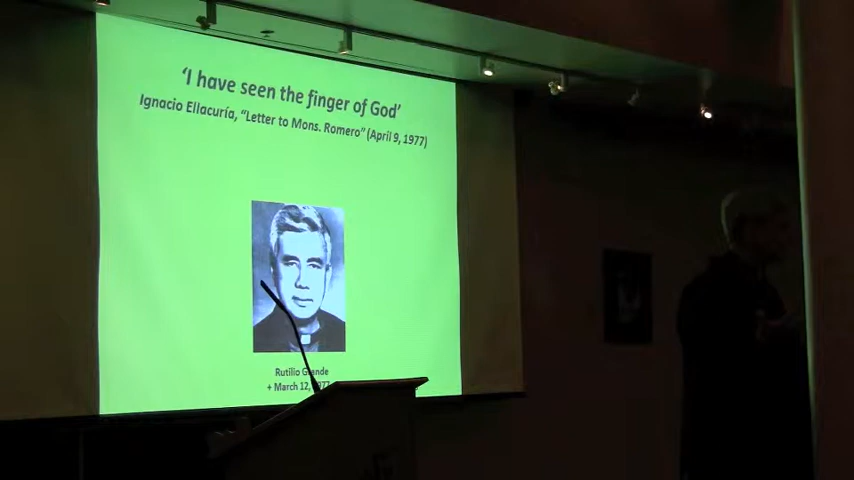 'I have seen the finger of God'
Ignacio Ellacuría, "Letter to Mons. Romero" (April 9, 1977)
Rutilio
+ March 12,